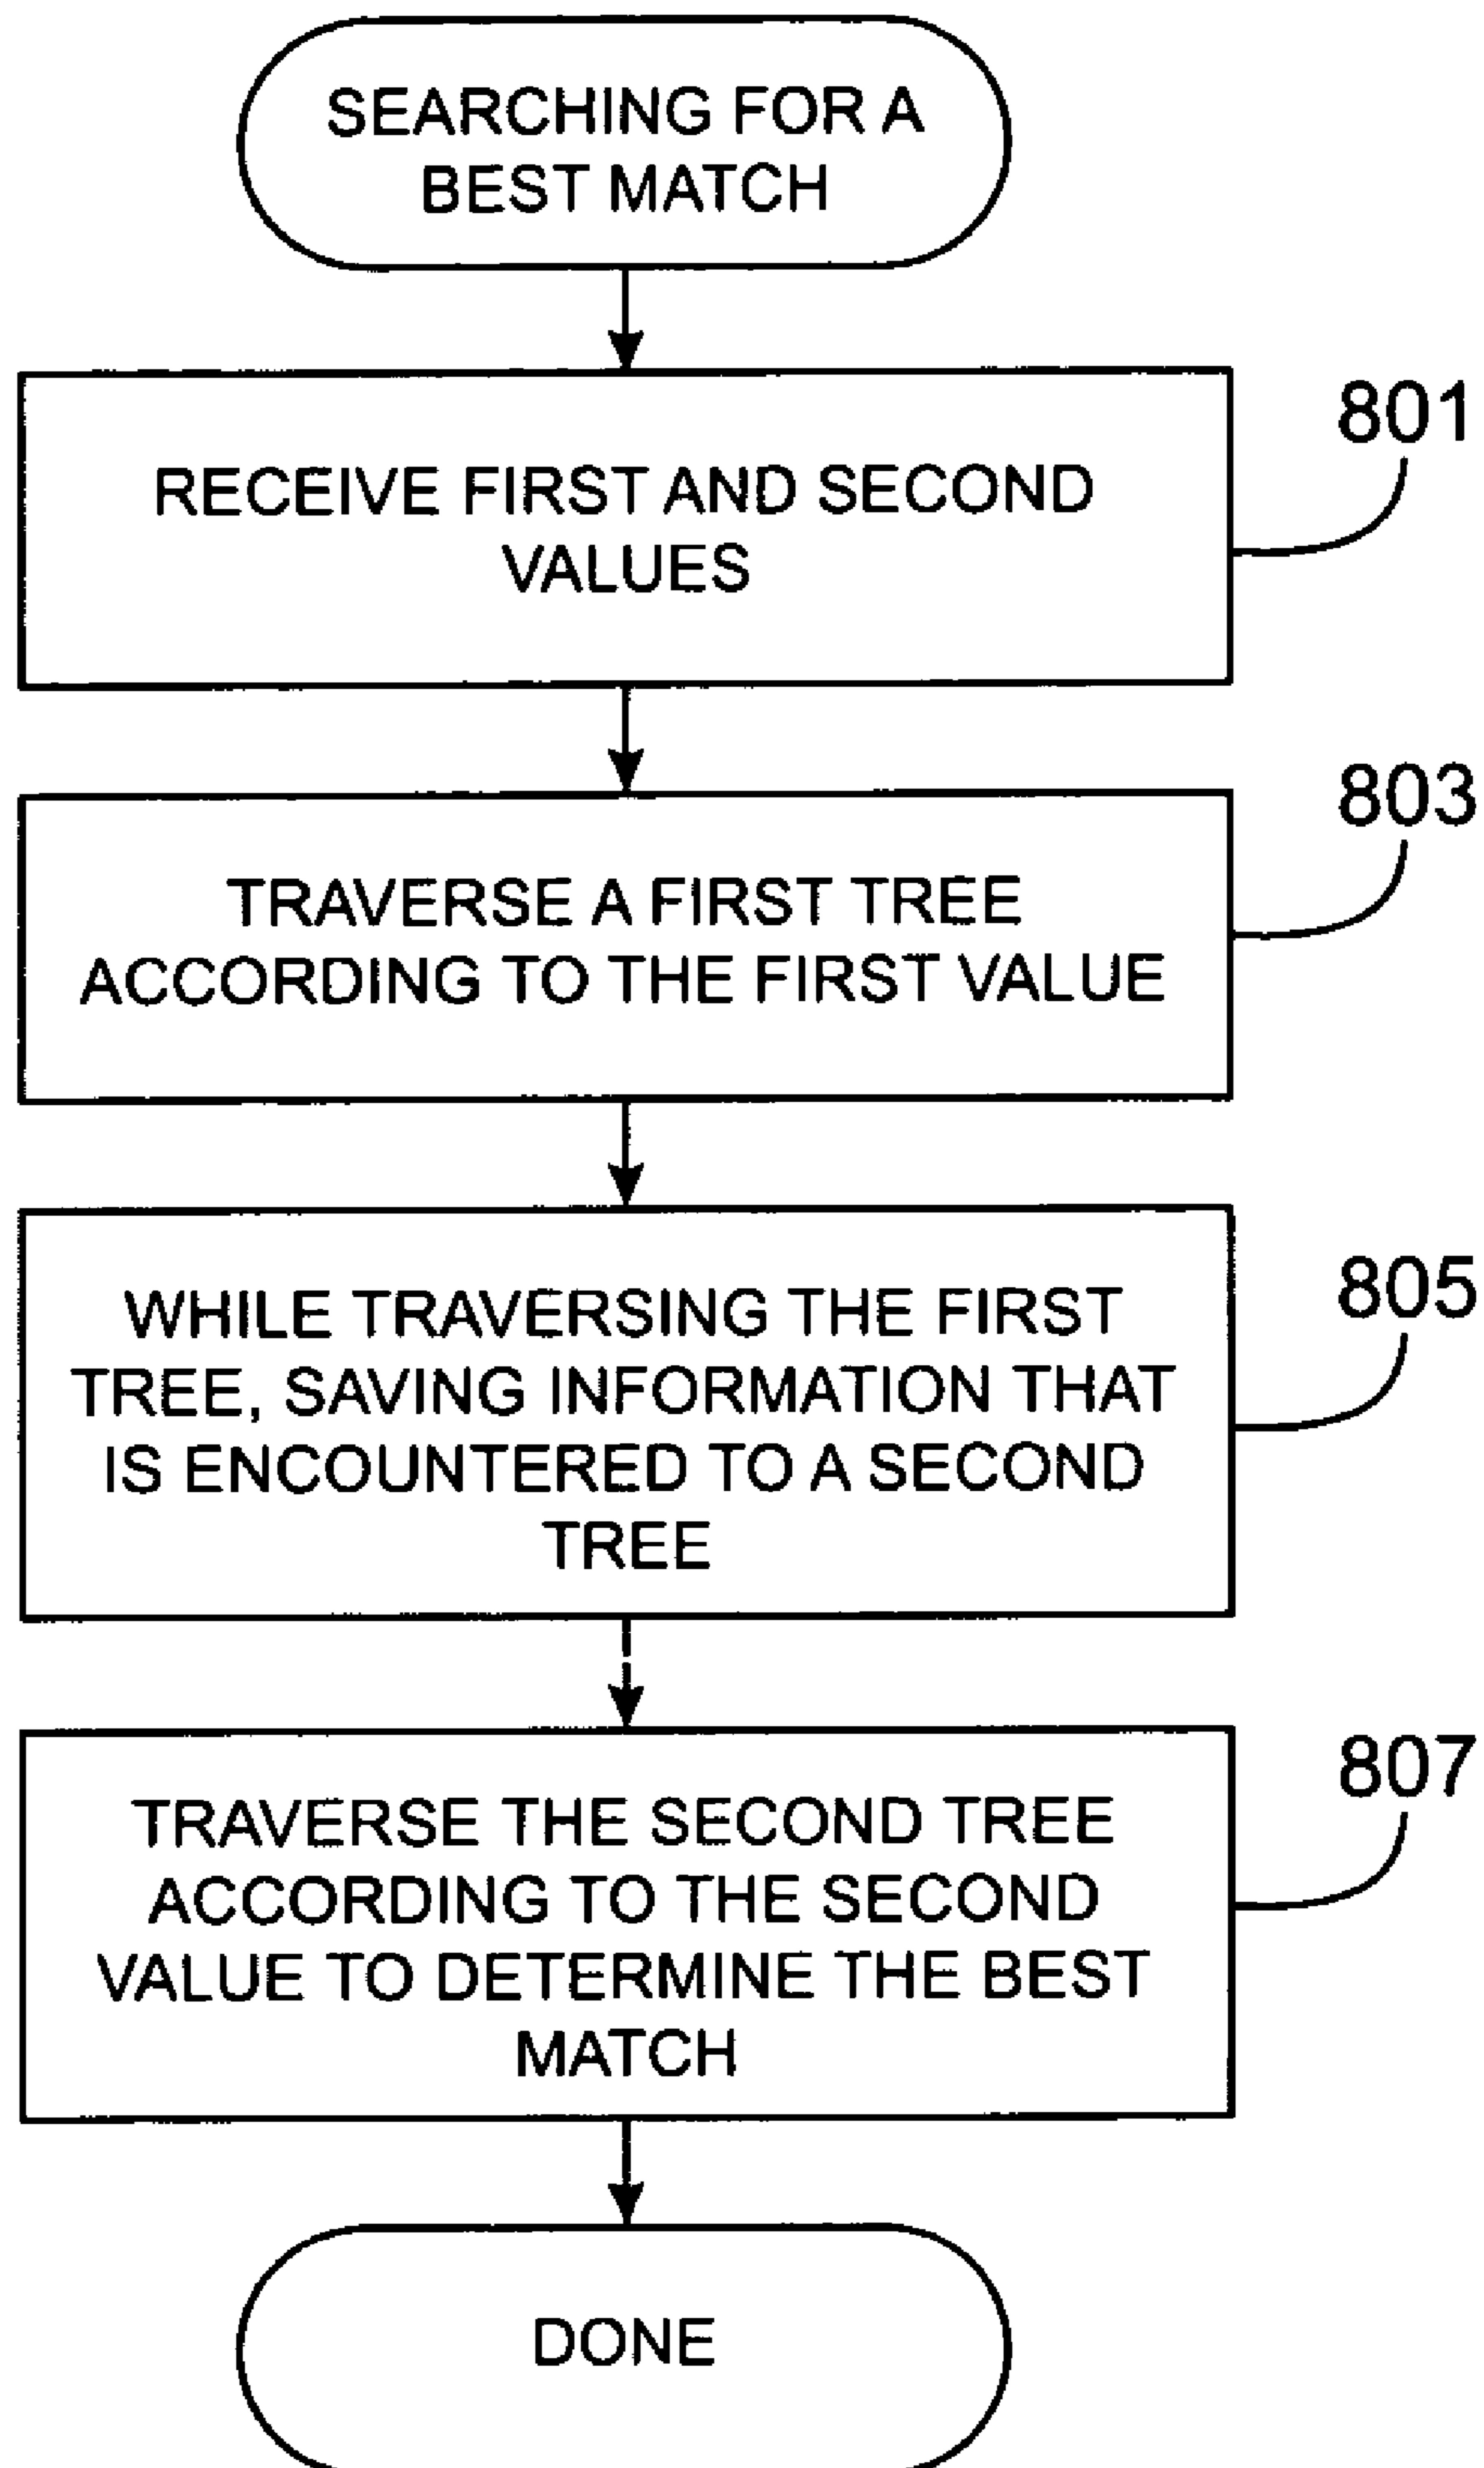 SEARCHING FOR A
BEST MATCH
801
RECEIVE FIRST AND SECOND
VALUES
803
TRAVERSE A FIRST TREE
ACCORDING TO THE FIRST VALUE
805
WHILE TRAVERSING THE FIRST
TREE, SAVING INFORMATION THAT
IS ENCOUNTERED TO A SECOND
TREE
807
TRAVERSE THE SECOND TREE
ACCORDING TO THE SECOND
VALUE TO DETERMINE THE BEST
MATCH
DONE